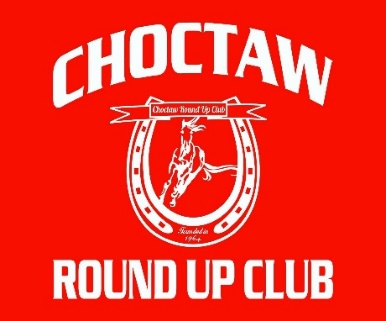 CHOCTAW
Choctaw Round Up Club
Founded in
1964
ROUND UP CLUB